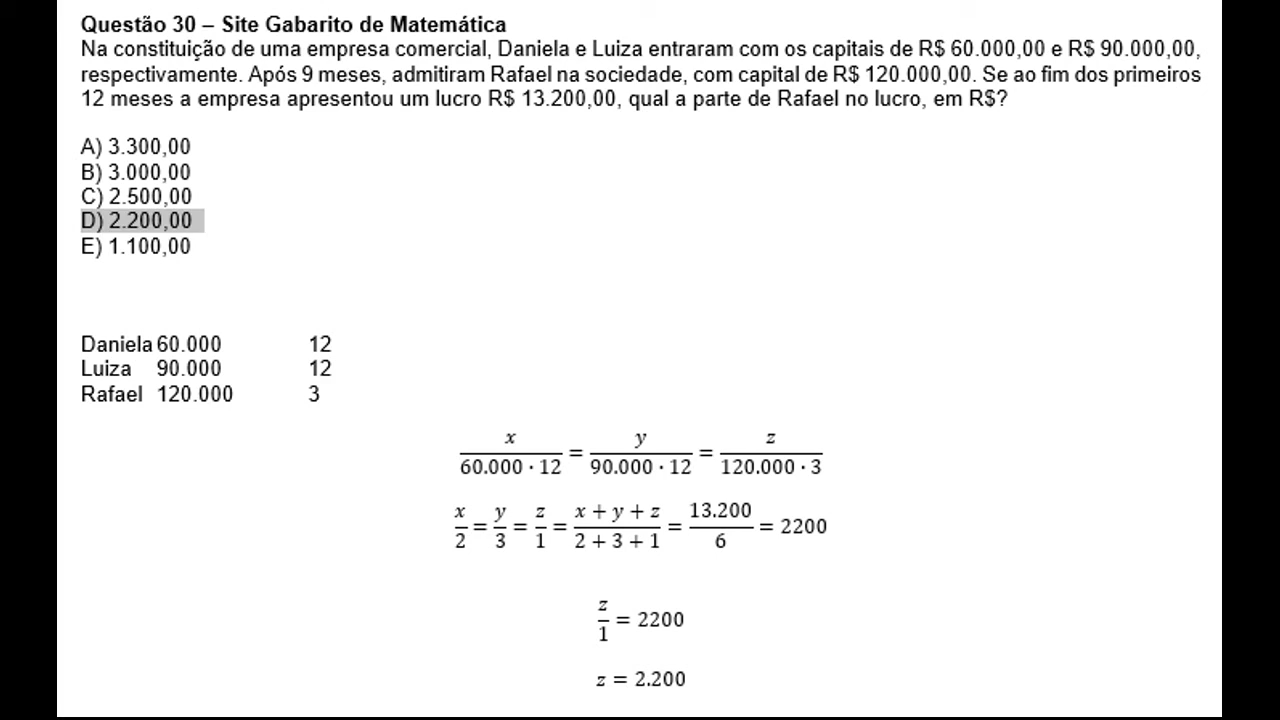 Questão 30 – Site Gabarito de Matemática
Na constituição de uma empresa comercial, Daniela e Luiza entraram com os capitais de R$ 60.000,00 e R$ 90.000,00,
respectivamente. Após 9 meses, admitiram Rafael na sociedade, com capital de R$ 120.000,00. Se ao fim dos primeiros
12 meses a empresa apresentou um lucro R$ 13.200,00, qual a parte de Rafael no lucro, em R$?
A) 3.300,00
B) 3.000,00
C) 2.500,00
D) 2.200,00
E) 1.100,00
Daniela 60.000 12
Luiza 90.000 12
Rafael 120.000 3
x/(60.000 · 12) = y/(90.000 · 12) = z/(120.000 · 3)
x/2 = y/3 = z/1 = (x + y + z)/(2 + 3 + 1) = 13.200/6 = 2200
z/1 = 2200
z = 2.200